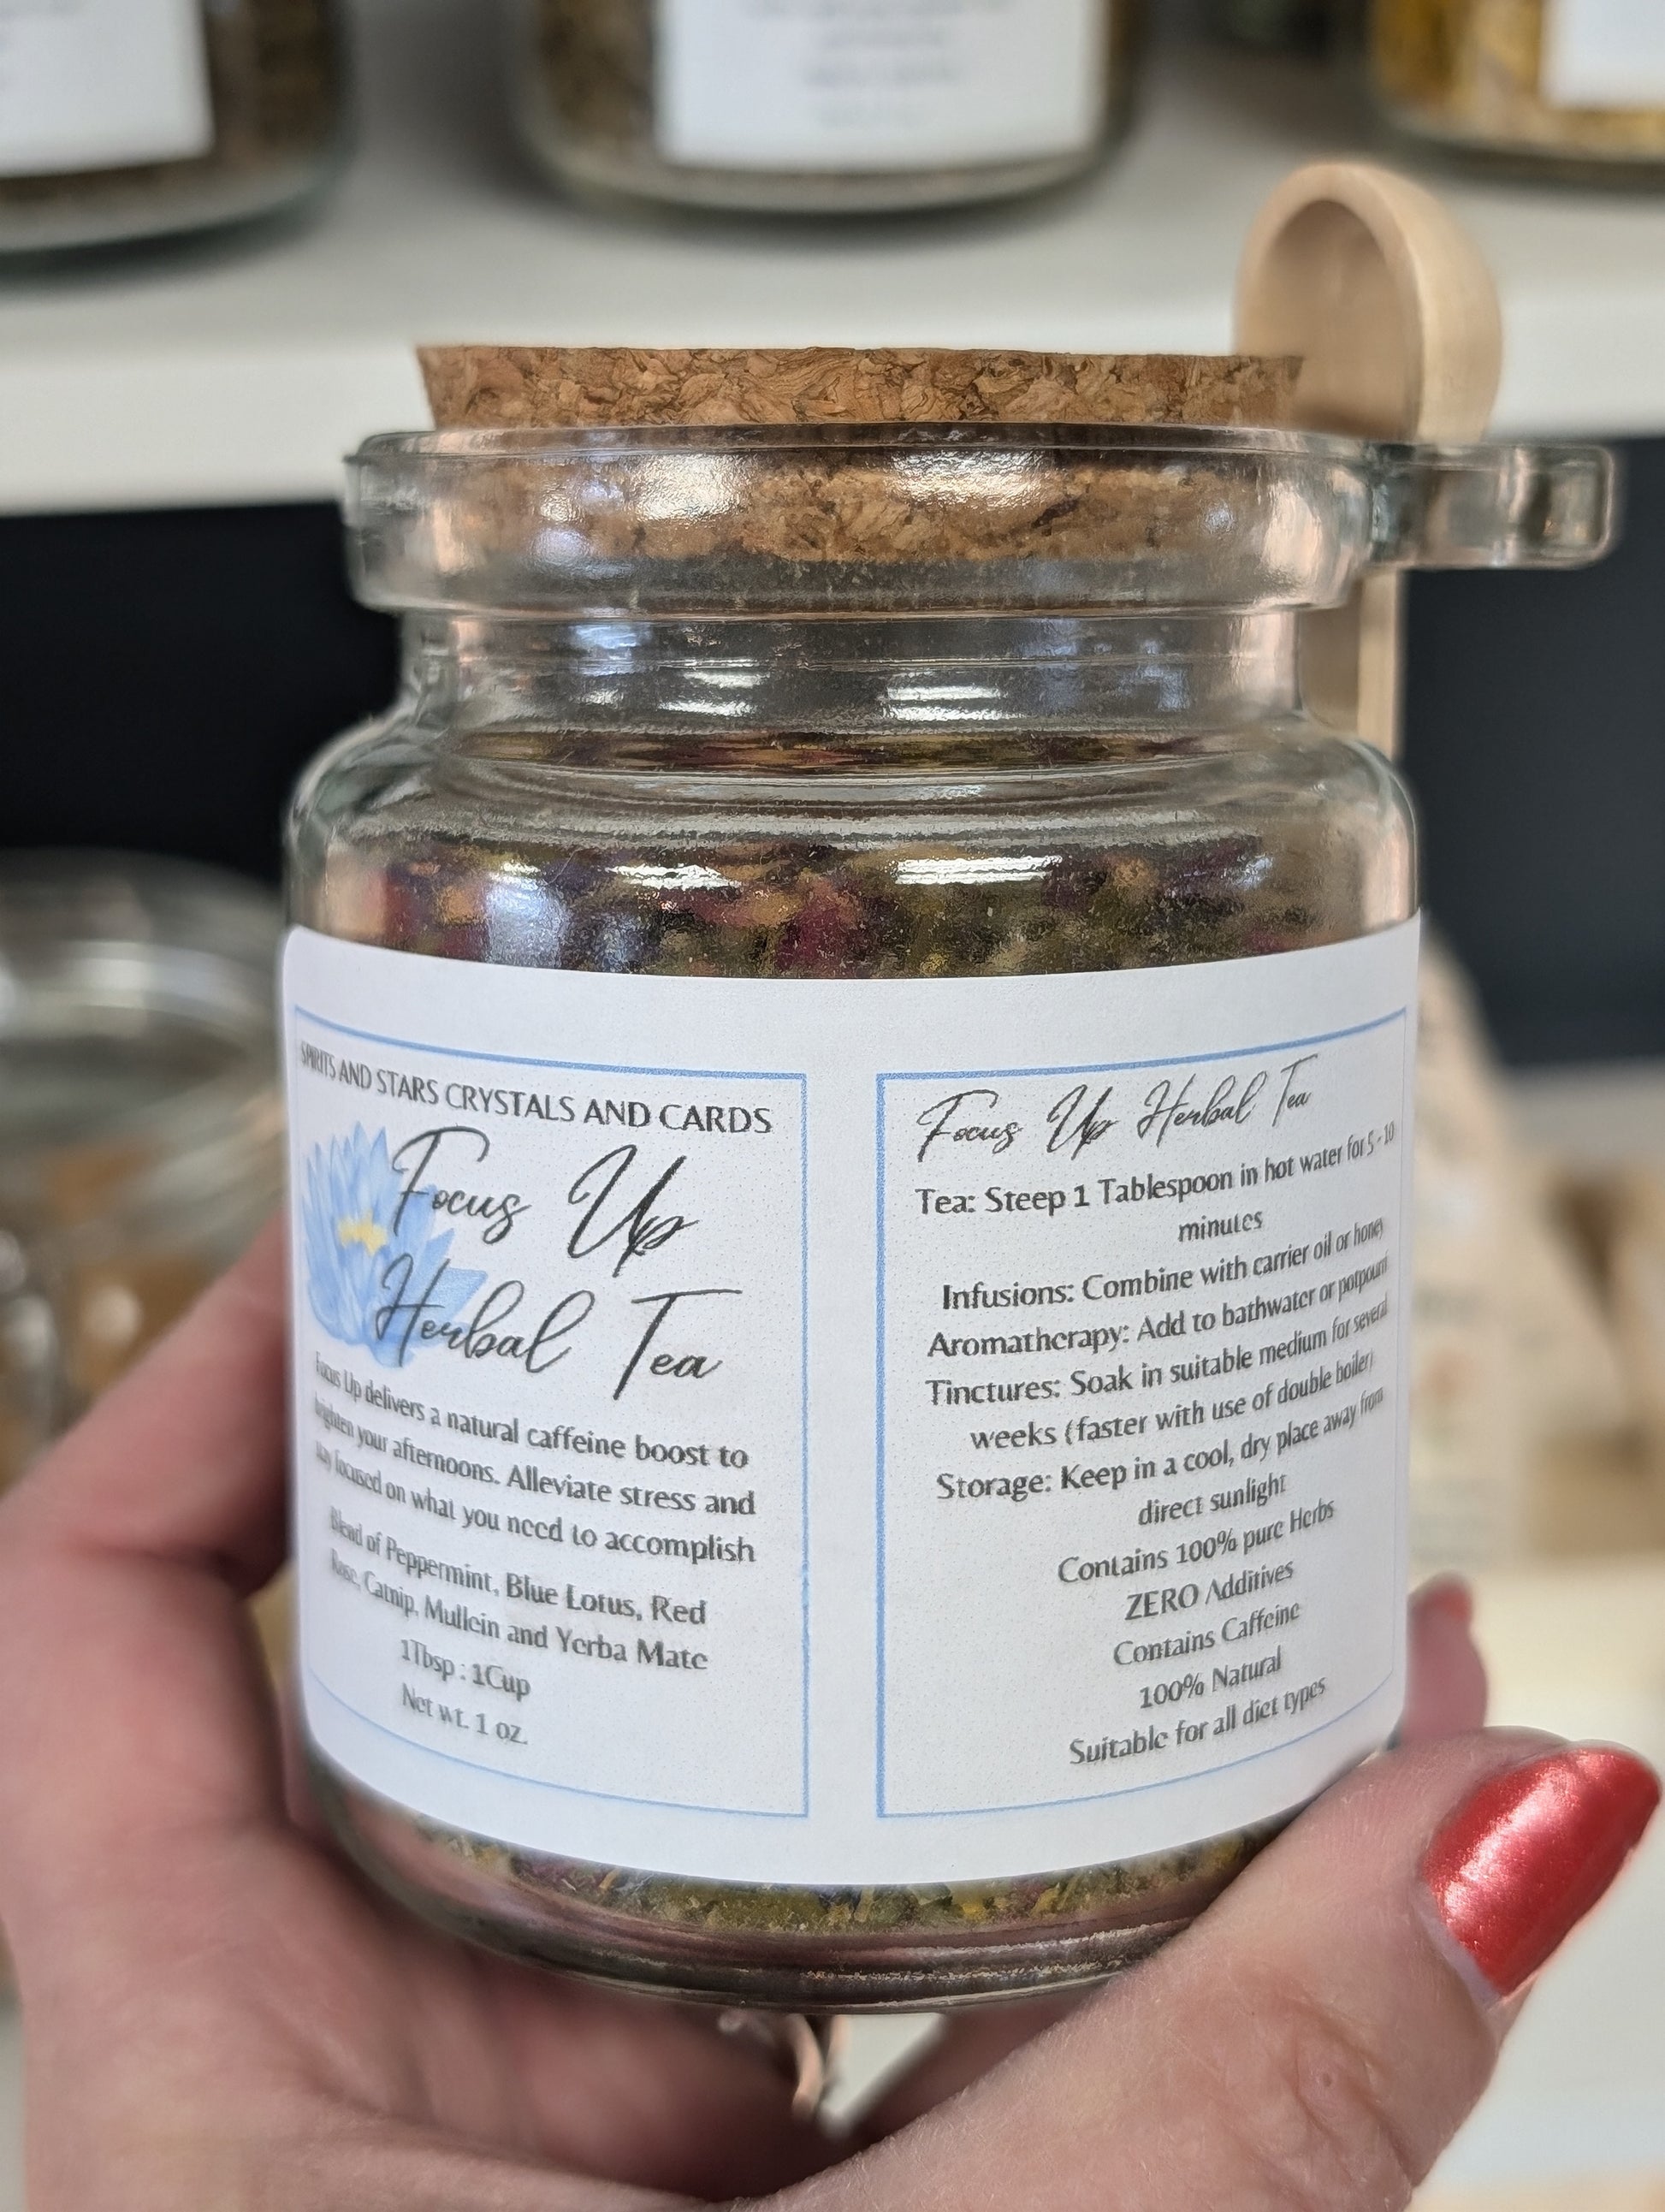 SPIRITS AND STARS CRYSTALS AND CARDS
Focus Up
Herbal Tea
Focus Up delivers a natural caffeine boost to
brighten your afternoons. Alleviate stress and
stay focused on what you need to accomplish
Blend of Peppermint, Blue Lotus, Red
Rose, Catnip, Mullein and Yerba Mate
1Tbsp : 1Cup
Net wt. 1 oz.
Focus Up Herbal Tea
Tea: Steep 1 Tablespoon in hot water for 5 - 10
minutes
Infusions: Combine with carrier oil or honey
Aromatherapy: Add to bathwater or potpourri
Tinctures: Soak in suitable medium for several
weeks (faster with use of double boiler)
Storage: Keep in a cool, dry place away from
direct sunlight
Contains 100% pure Herbs
ZERO Additives
Contains Caffeine
100% Natural
Suitable for all diet types